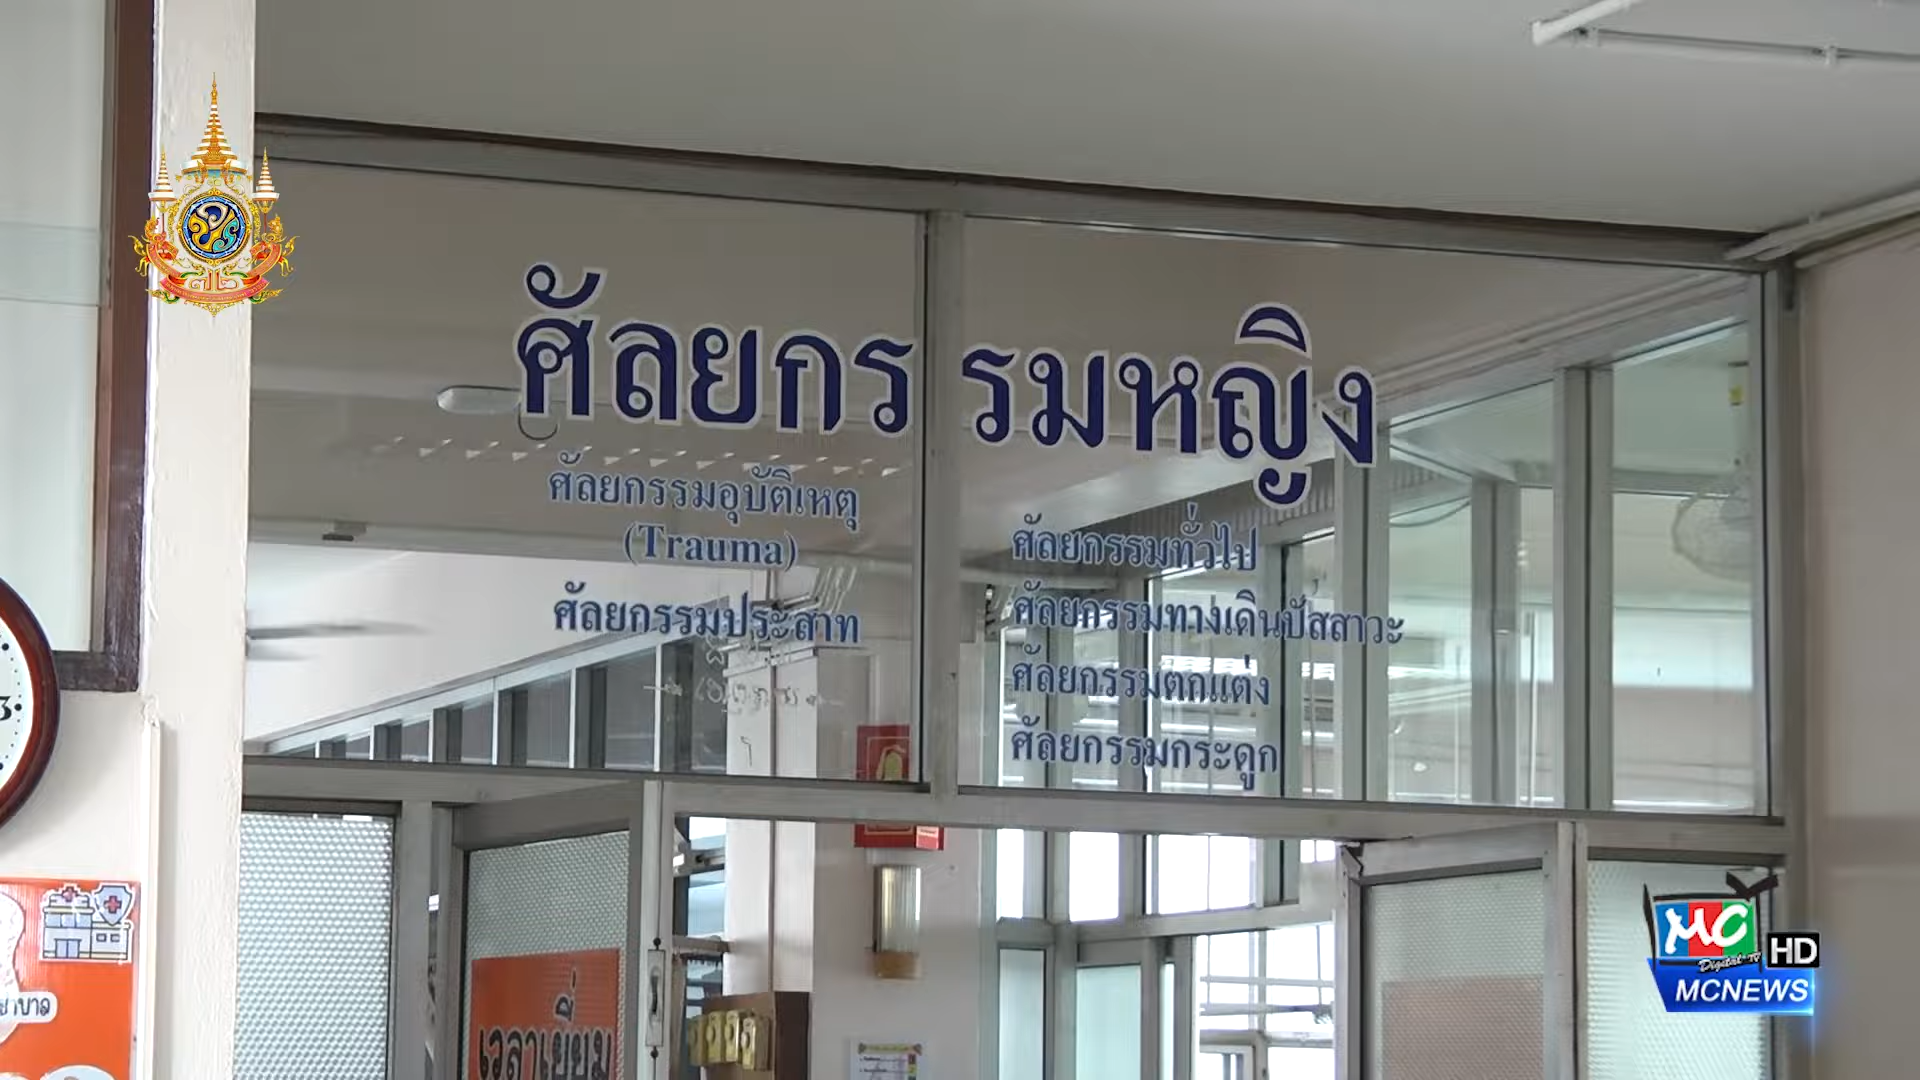 ศัลยกรรมหญิง
ศัลยกรรมอุบัติเหตุ
(Trauma)
ศัลยกรรมประสาท
ศัลยกรรมทั่วไป
ศัลยกรรมทางเดินปัสสาวะ
ศัลยกรรมตกแต่ง
ศัลยกรรมกระดูก
เวลาเยี่ยม
๗๒
3
MC
Digital TV
HD
MCNEWS